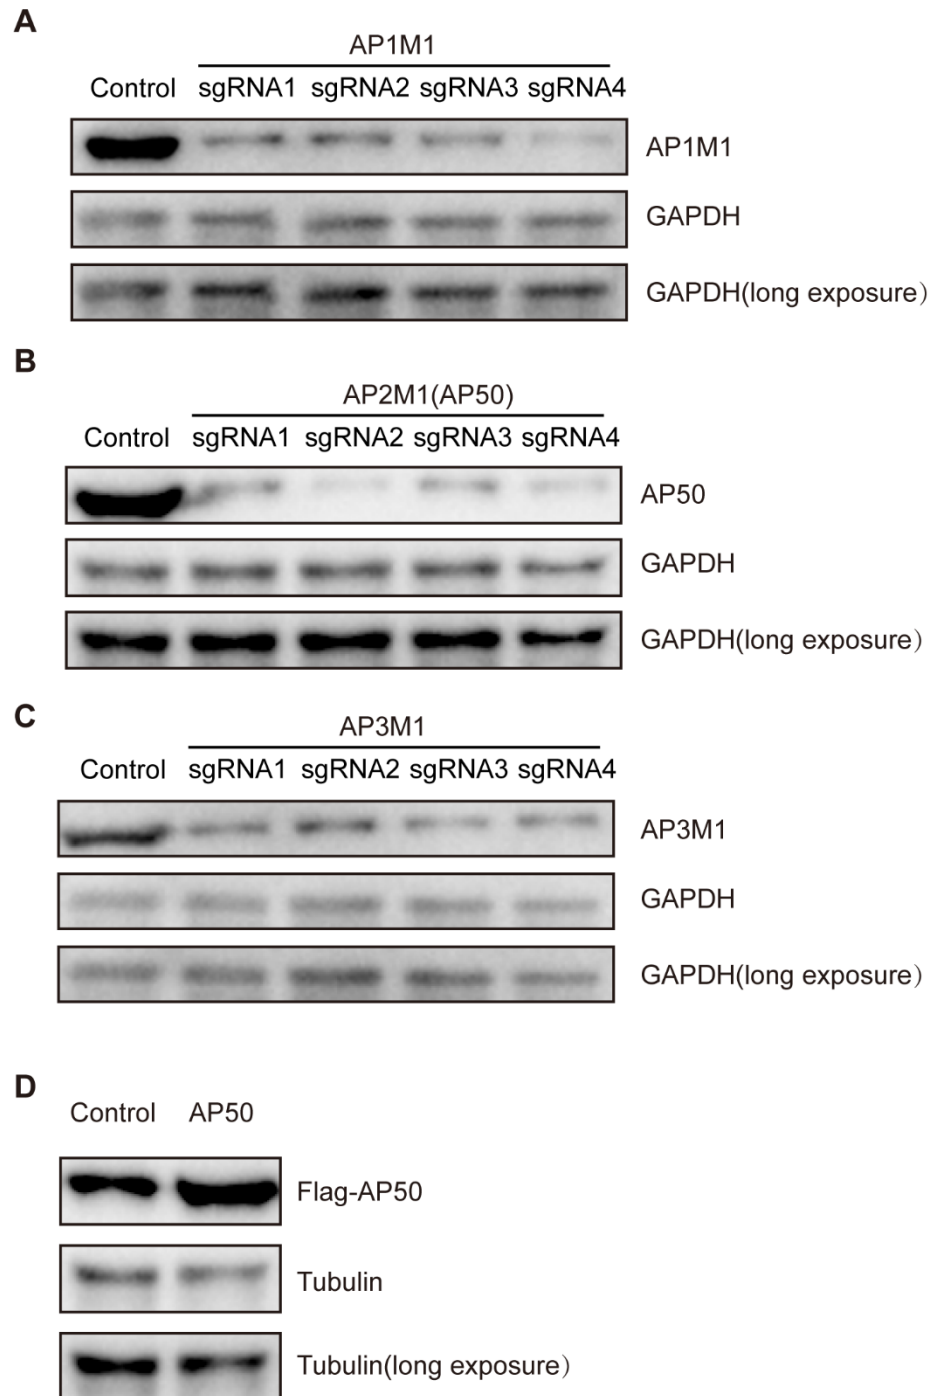 A
AP1M1
Control sgRNA1 sgRNA2 sgRNA3 sgRNA4
AP1M1
GAPDH
GAPDH(long exposure）
B
AP2M1(AP50)
Control sgRNA1 sgRNA2 sgRNA3 sgRNA4
AP50
GAPDH
GAPDH(long exposure）
C
AP3M1
Control sgRNA1 sgRNA2 sgRNA3 sgRNA4
AP3M1
GAPDH
GAPDH(long exposure）
D
Control AP50
Flag-AP50
Tubulin
Tubulin(long exposure）